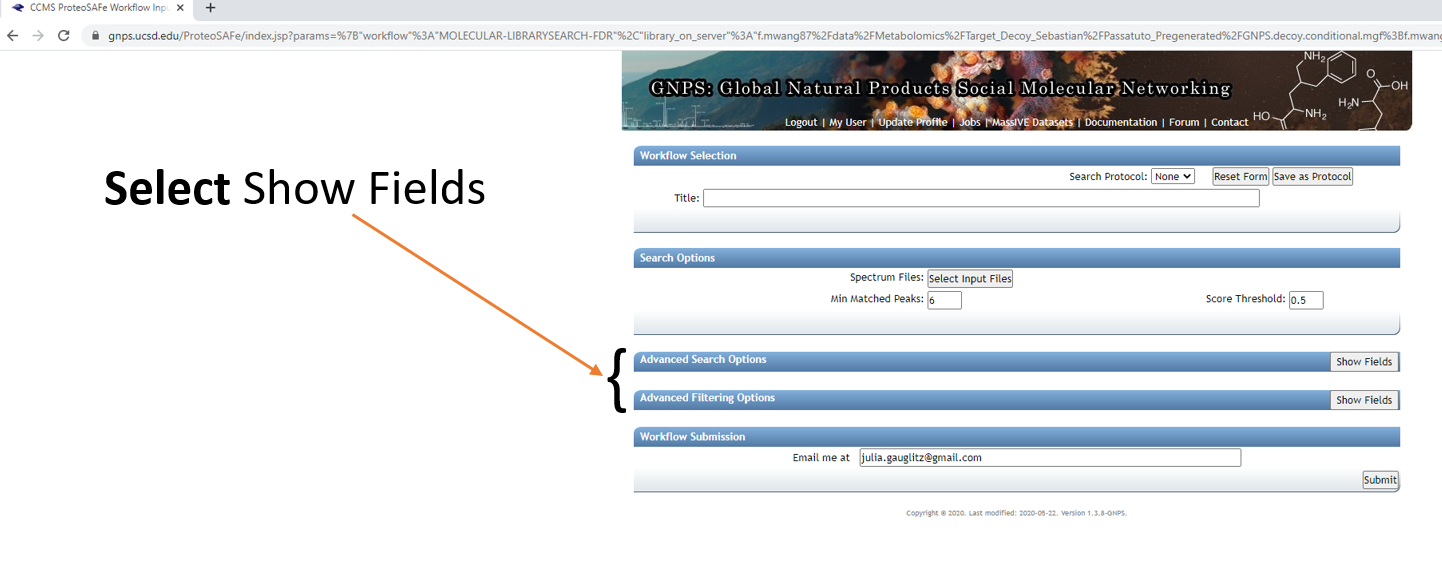 CCMS ProteoSAFe Workflow Inpu
gnps.ucsd.edu/ProteoSAFe/index.jsp?params=%7B"workflow"%3A"MOLECULAR-LIBRARYSEARCH-FDR"%2C"library_on_server"%3A"f.mwang87%2Fdata%2FMetabolomics%2FTarget_Decoy_Sebastian%2FPassatuto_Pregenerated%2FGNPS.decoy.conditional.mgf%3Bf.mwang
GNPS: Global Natural Products Social Molecular Networking
Logout | My User | Update Profile | Jobs | MassIVE Datasets | Documentation | Forum | Contact
NH2
O
OH
H2N
HO
NH2
Select Show Fields
Workflow Selection
Search Protocol: None Reset Form Save as Protocol
Title:
Search Options
Spectrum Files: Select Input Files
Min Matched Peaks: 6 Score Threshold: 0.5
{
Advanced Search Options Show Fields
Advanced Filtering Options Show Fields
Workflow Submission
Email me at julia.gauglitz@gmail.com
Submit
Copyright © 2020. Last modified: 2020-05-22. Version 1.3.8-GNPS.